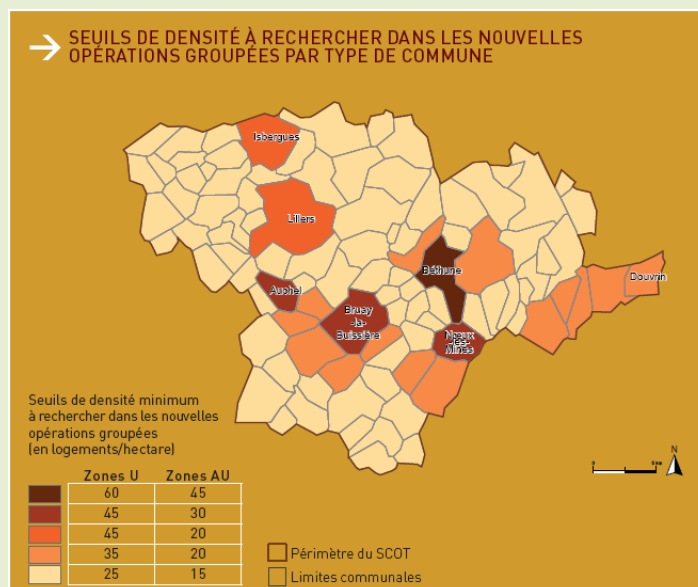 SEUILS DE DENSITÉ À RECHERCHER DANS LES NOUVELLES
OPÉRATIONS GROUPÉES PAR TYPE DE COMMUNE
Isbergues
Lillers
Béthune
Douvrin
Auchel
Bruay
-la-
Buissière
Nœux
-les-
Mines
Seuils de densité minimum
à rechercher dans les nouvelles
opérations groupées
(en logements/hectare)
Zones U Zones AU
60 45
45 30
45 20
35 20
25 15
Périmètre du SCOT
Limites communales
0
N